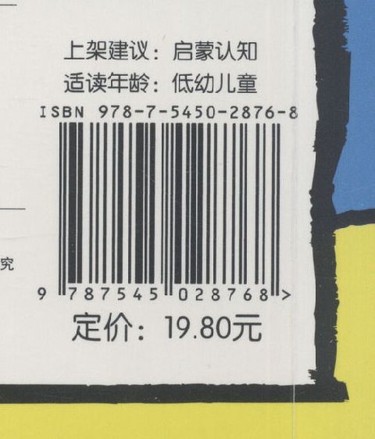 上架建议：启蒙认知
适读年龄：低幼儿童
ISBN 978-7-5450-2876-8
9 787545 028768 >
究
定价：19.80元